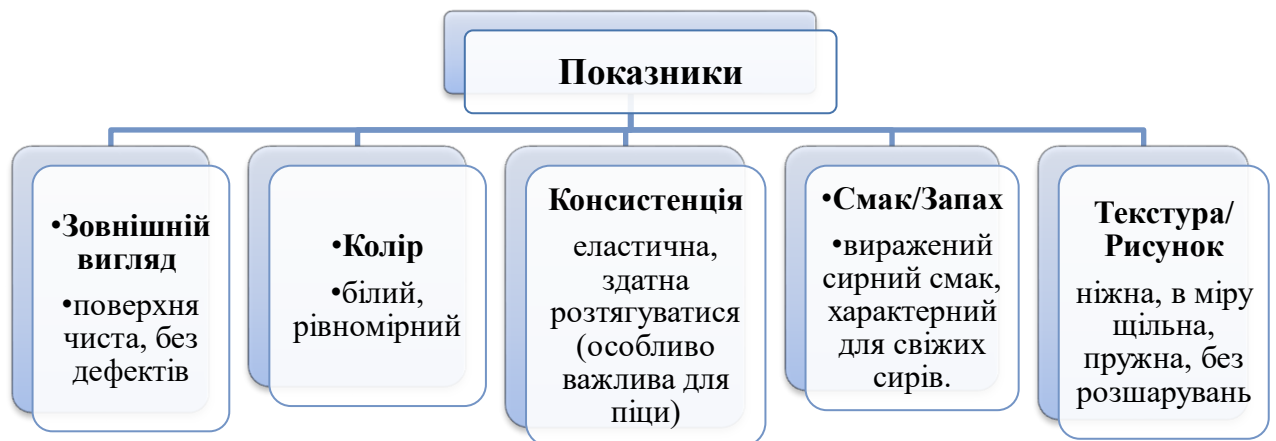 Показники
•Зовнішній
вигляд
•поверхня
чиста, без
дефектів
•Колір
•білий,
рівномірний
Консистенція
еластична,
здатна
розтягуватися
(особливо
важлива для
піци)
•Смак/Запах
•виражений
сирний смак,
характерний
для свіжих
сирів.
Текстура/
Рисунок
ніжна, в міру
щільна,
пружна, без
розшарувань